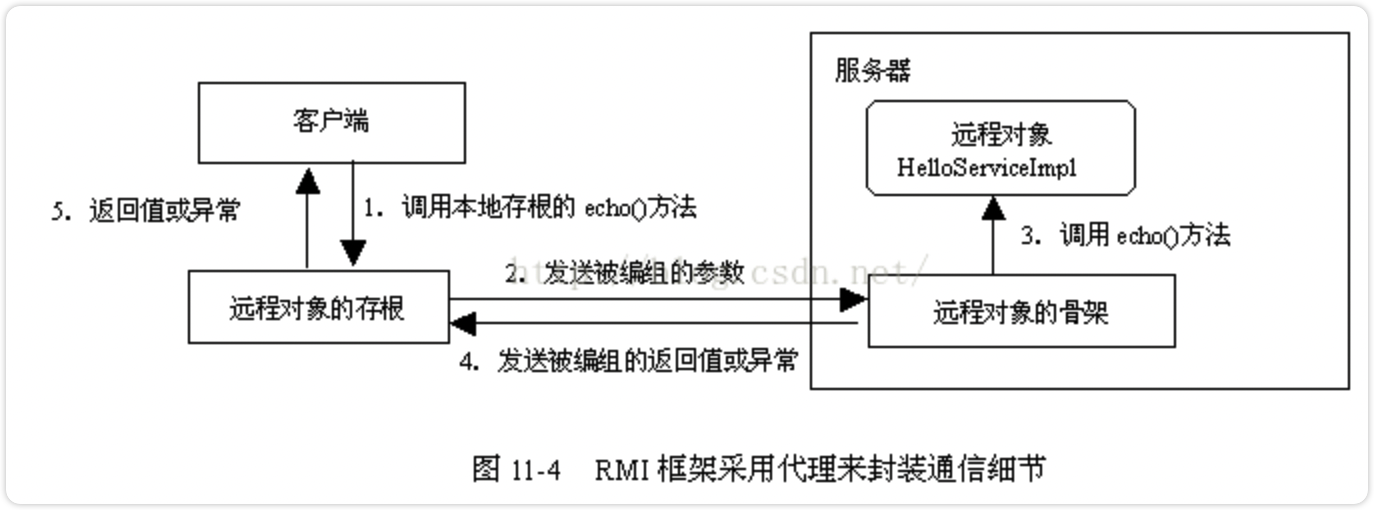 服务器
客户端
远程对象
HelloServiceImpl
5. 返回值或异常
1. 调用本地存根的 echo()方法
3. 调用 echo()方法
http://blog.csdn.net/
2. 发送被编组的参数
远程对象的存根
远程对象的骨架
4. 发送被编组的返回值或异常
图 11-4 RMI 框架采用代理来封装通信细节